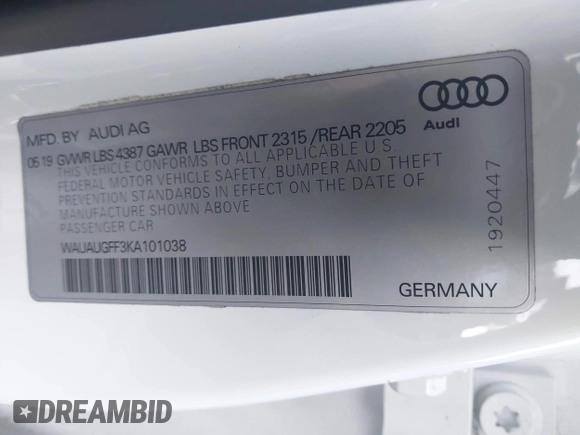 MFD. BY AUDI AG
05 19 GVWR LBS 4387 GAWR LBS FRONT 2315 /REAR 2205
THIS VEHICLE CONFORMS TO ALL APPLICABLE U.S.
FEDERAL MOTOR VEHICLE SAFETY, BUMPER AND THEFT
PREVENTION STANDARDS IN EFFECT ON THE DATE OF
MANUFACTURE SHOWN ABOVE
PASSENGER CAR
WAUAUGFF3KA101038
Audi
1920447
GERMANY
DREAMBID